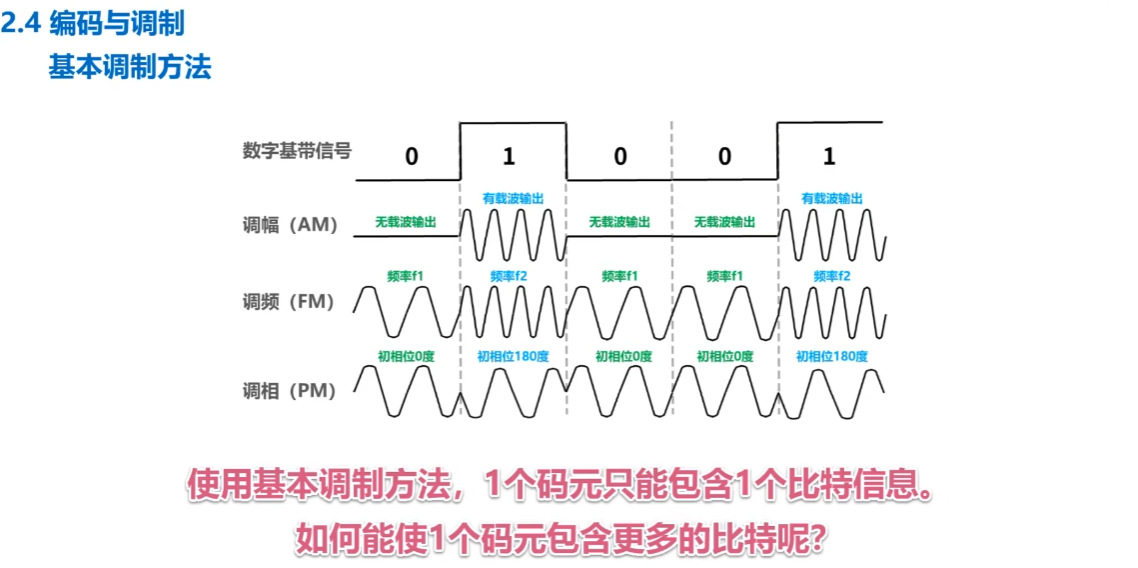 2.4 编码与调制
基本调制方法
数字基带信号 0 1 0 0 1
有载波输出 有载波输出
调幅（AM） 无载波输出 无载波输出 无载波输出
频率f1 频率f2 频率f1 频率f1 频率f2
调频（FM）
初相位0度 初相位180度 初相位0度 初相位0度 初相位180度
调相（PM）
使用基本调制方法，1个码元只能包含1个比特信息。
如何能使1个码元包含更多的比特呢？